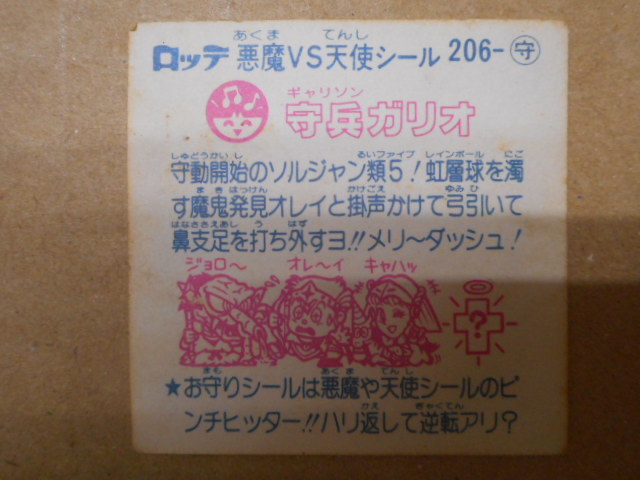 あくま てんし
ロッテ 悪魔VS天使シール 206-守
ギャリソン
守兵ガリオ
しゅどうかいし るいファイブ レインボール にご
守動開始のソルジャン類5!虹層球を濁
まきはっけん かけごえ ゆみひ
す魔鬼発見オレイと掛声かけて弓引いて
はなささえあし う はず
鼻支足を打ち外すヨ!!メリ〜ダッシュ!
ジョロ〜 オレ〜イ キャハッ
?
まも あくま てんし
★お守りシールは悪魔や天使シールのピ
かえ ぎゃくてん
ンチヒッター!!ハリ返して逆転アリ?